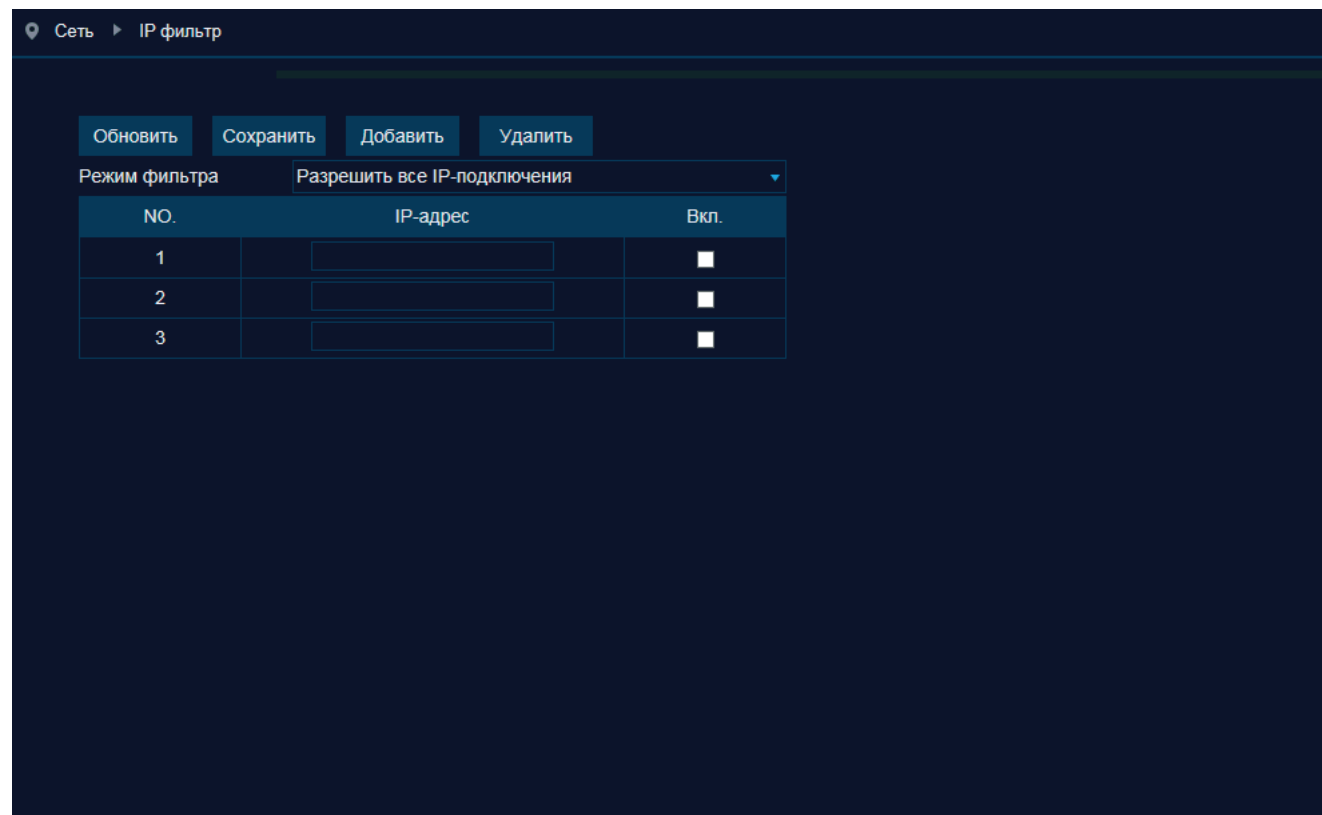 Сеть IP фильтр
Обновить Сохранить Добавить Удалить
Режим фильтра Разрешить все IP-подключения
NO. IP-адрес Вкл.
1
2
3